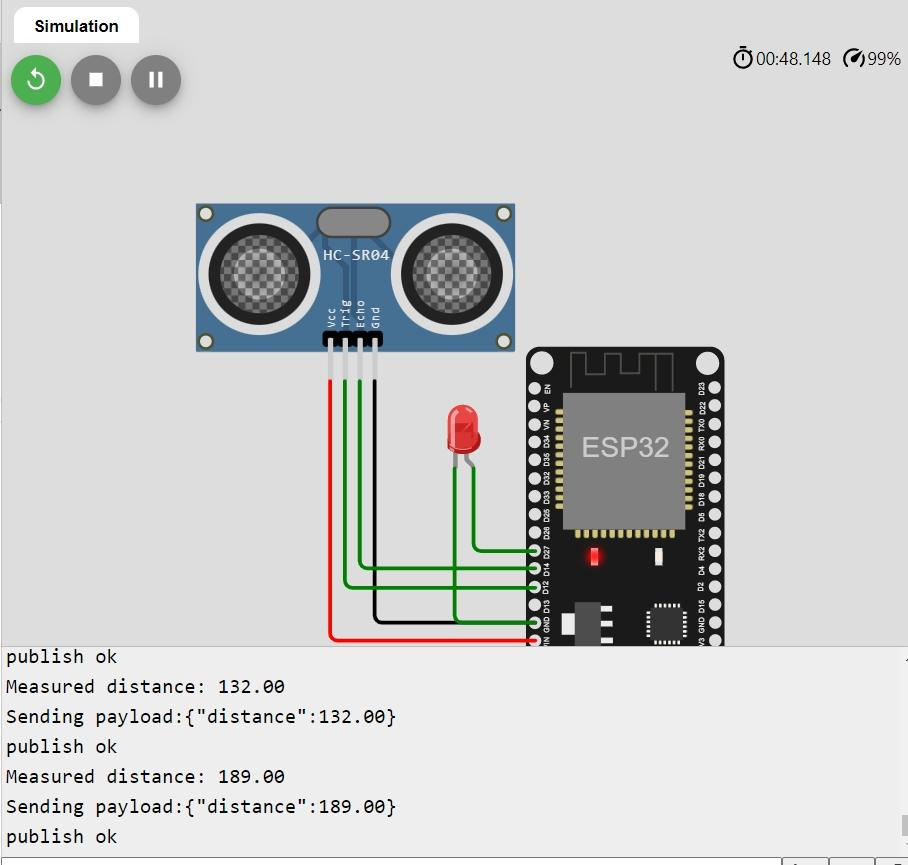 Simulation
00:48.148 99%
HC-SR04
Vcc
Trig
Echo
Gnd
ESP32
EN
VP
VN
D34
D35
D32
D33
D25
D26
D27
D14
D12
D13
GND
VIN
D23
D22
TX0
RX0
D21
D19
D18
D5
TX2
RX2
D4
D2
D15
GND
3V3
publish ok
Measured distance: 132.00
Sending payload:{"distance":132.00}
publish ok
Measured distance: 189.00
Sending payload:{"distance":189.00}
publish ok